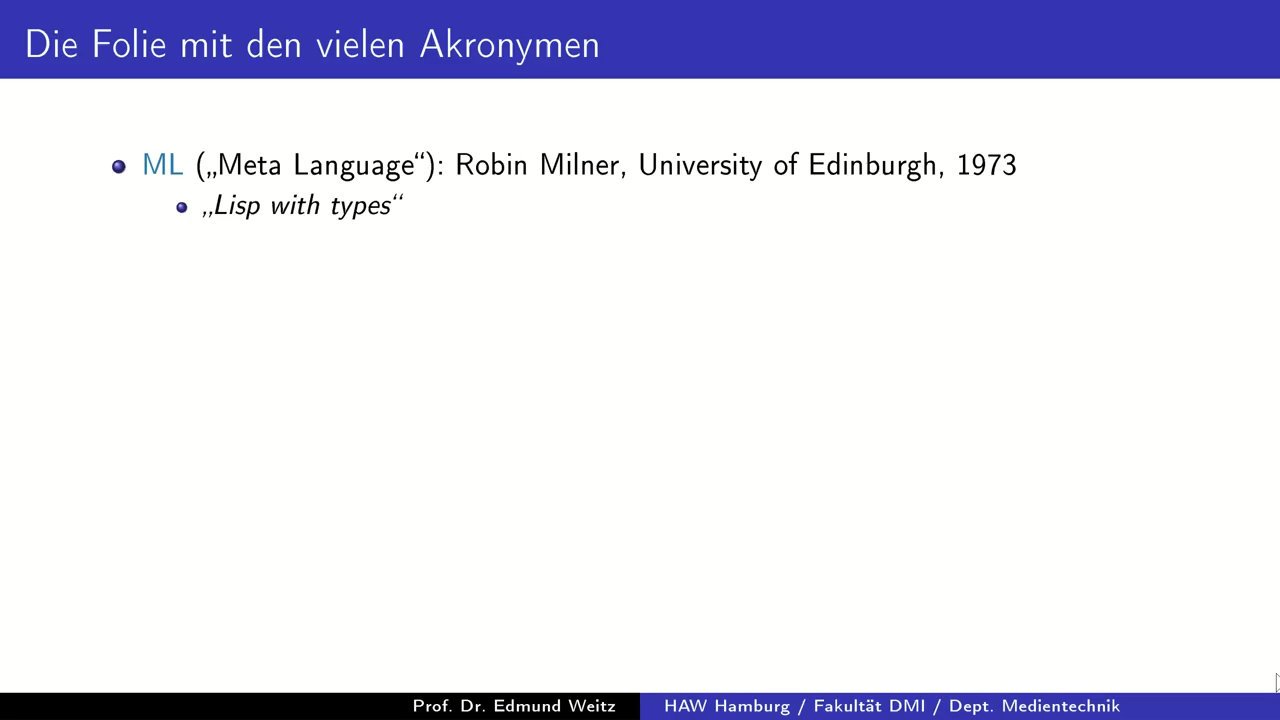 Die Folie mit den vielen Akronymen
ML („Meta Language“): Robin Milner, University of Edinburgh, 1973
„Lisp with types“
Prof. Dr. Edmund Weitz
HAW Hamburg / Fakultät DMI / Dept. Medientechnik